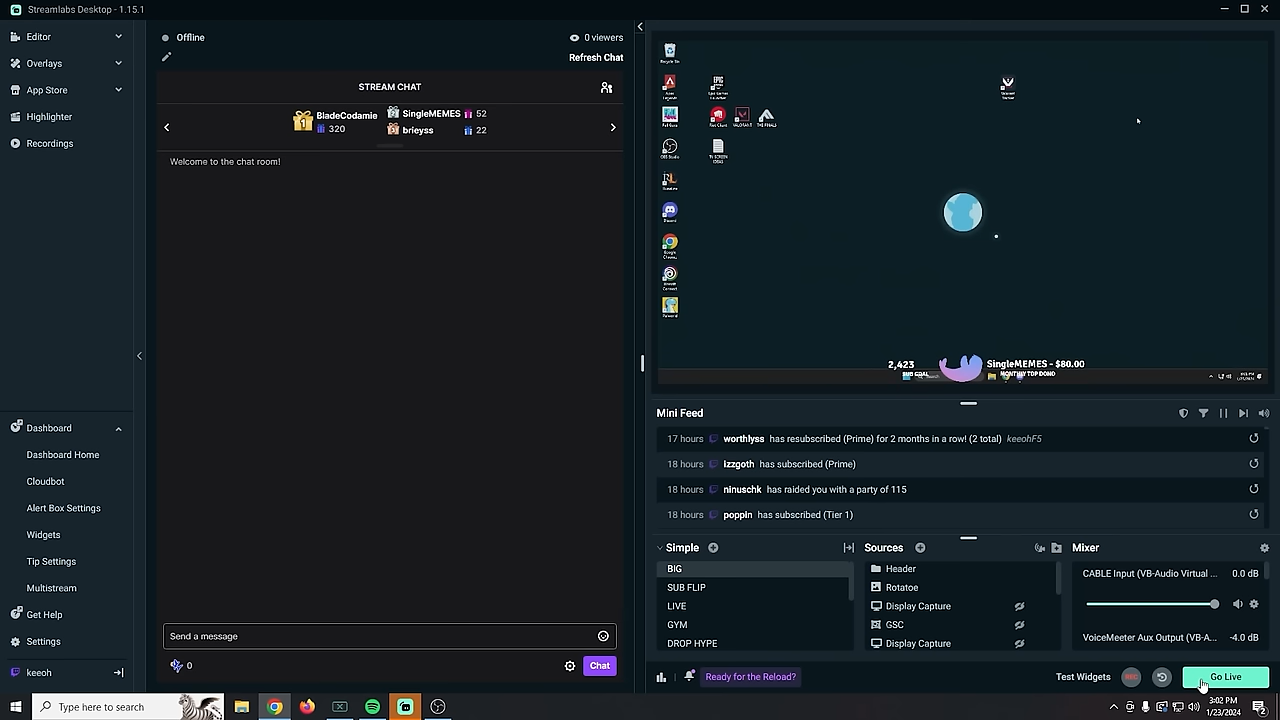 Streamlabs Desktop - 1.15.1
Editor
Overlays
App Store
Highlighter
Recordings
Dashboard
Dashboard Home
Cloudbot
Alert Box Settings
Widgets
Tip Settings
Multistream
Get Help
Settings
keeoh
Offline
0 viewers
Refresh Chat
STREAM CHAT
BladeCodamie
320
SingleMEMES 52
brieyss 22
Welcome to the chat room!
Send a message
0
Chat
2,423
SUB GOAL
SingleMEMES - $80.00
MONTHLY TOP DONO
Mini Feed
17 hours worthlyss has resubscribed (Prime) for 2 months in a row! (2 total) keeohF5
18 hours Izzgoth has subscribed (Prime)
18 hours ninuschk has raided you with a party of 115
18 hours poppin has subscribed (Tier 1)
Simple
BIG
SUB FLIP
LIVE
GYM
DROP HYPE
Sources
Header
Rotatoe
Display Capture
GSC
Display Capture
Mixer
CABLE Input (VB-Audio Virtual ... 0.0 dB
VoiceMeeter Aux Output (VB-A... -4.0 dB
Ready for the Reload?
Test Widgets
REC
Go Live
Type here to search
3:02 PM
1/23/2024
2